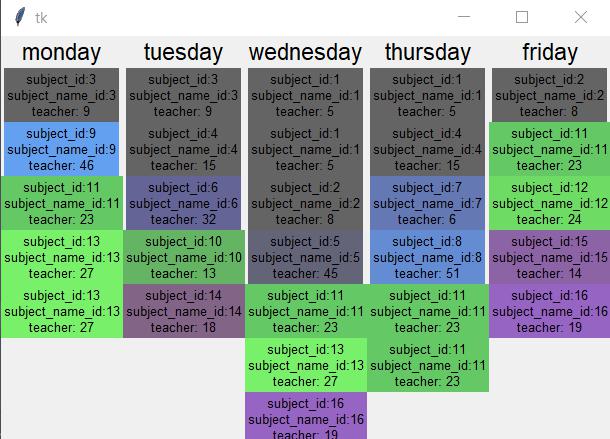 tk
monday tuesday wednesday thursday friday
subject_id:3 subject_id:3 subject_id:1 subject_id:1 subject_id:2
subject_name_id:3 subject_name_id:3 subject_name_id:1 subject_name_id:1 subject_name_id:2
teacher: 9 teacher: 9 teacher: 5 teacher: 5 teacher: 8
subject_id:9 subject_id:4 subject_id:1 subject_id:4 subject_id:11
subject_name_id:9 subject_name_id:4 subject_name_id:1 subject_name_id:4 subject_name_id:11
teacher: 46 teacher: 15 teacher: 5 teacher: 15 teacher: 23
subject_id:11 subject_id:6 subject_id:2 subject_id:7 subject_id:12
subject_name_id:11 subject_name_id:6 subject_name_id:2 subject_name_id:7 subject_name_id:12
teacher: 23 teacher: 32 teacher: 8 teacher: 6 teacher: 24
subject_id:13 subject_id:10 subject_id:5 subject_id:8 subject_id:15
subject_name_id:13 subject_name_id:10 subject_name_id:5 subject_name_id:8 subject_name_id:15
teacher: 27 teacher: 13 teacher: 45 teacher: 51 teacher: 14
subject_id:13 subject_id:14 subject_id:11 subject_id:11 subject_id:16
subject_name_id:13 subject_name_id:14 subject_name_id:11 subject_name_id:11 subject_name_id:16
teacher: 27 teacher: 18 teacher: 23 teacher: 23 teacher: 19
subject_id:13 subject_id:11
subject_name_id:13 subject_name_id:11
teacher: 27 teacher: 23
subject_id:16
subject_name_id:16
teacher: 19